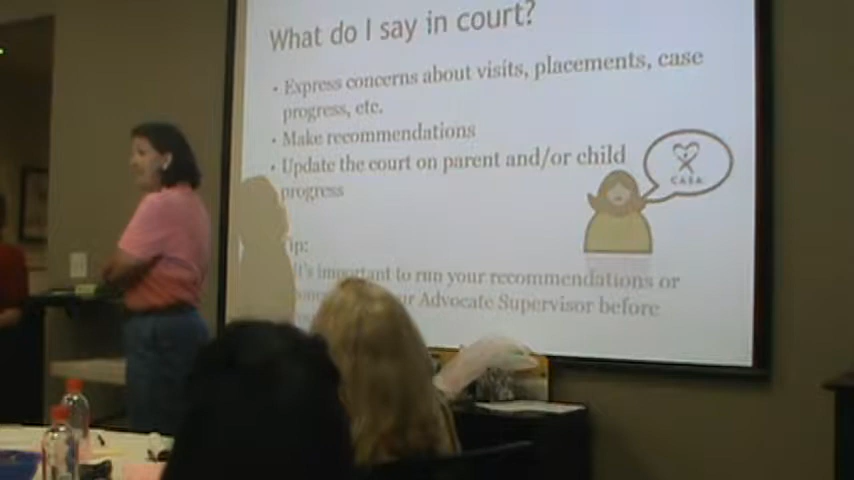 What do I say in court?
• Express concerns about visits, placements, case
progress, etc.
• Make recommendations
• Update the court on parent and/or child
progress
CASA
ip:
It's important to run your recommendations or
ur Advocate Supervisor before